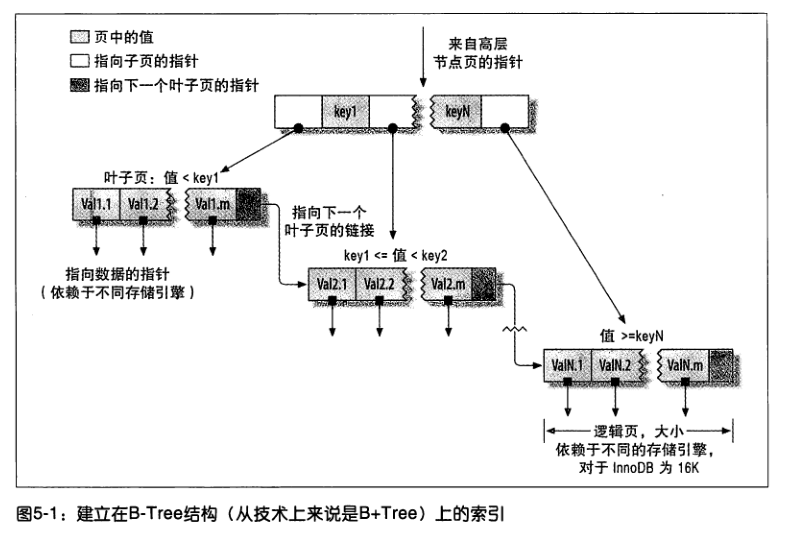 页中的值
指向子页的指针
指向下一个叶子页的指针
来自高层
节点页的指针
key1
keyN
叶子页：值 < key1
Val1.1
Val1.2
Val1.m
指向下一个
叶子页的链接
指向数据的指针
（依赖于不同存储引擎）
key1 <= 值 < key2
Val2.1
Val2.2
Val2.m
值 >=keyN
ValN.1
ValN.2
ValN.m
逻辑页，大小
依赖于不同的存储引擎，
对于 InnoDB 为 16K
图5-1：建立在B-Tree结构（从技术上来说是B+Tree）上的索引